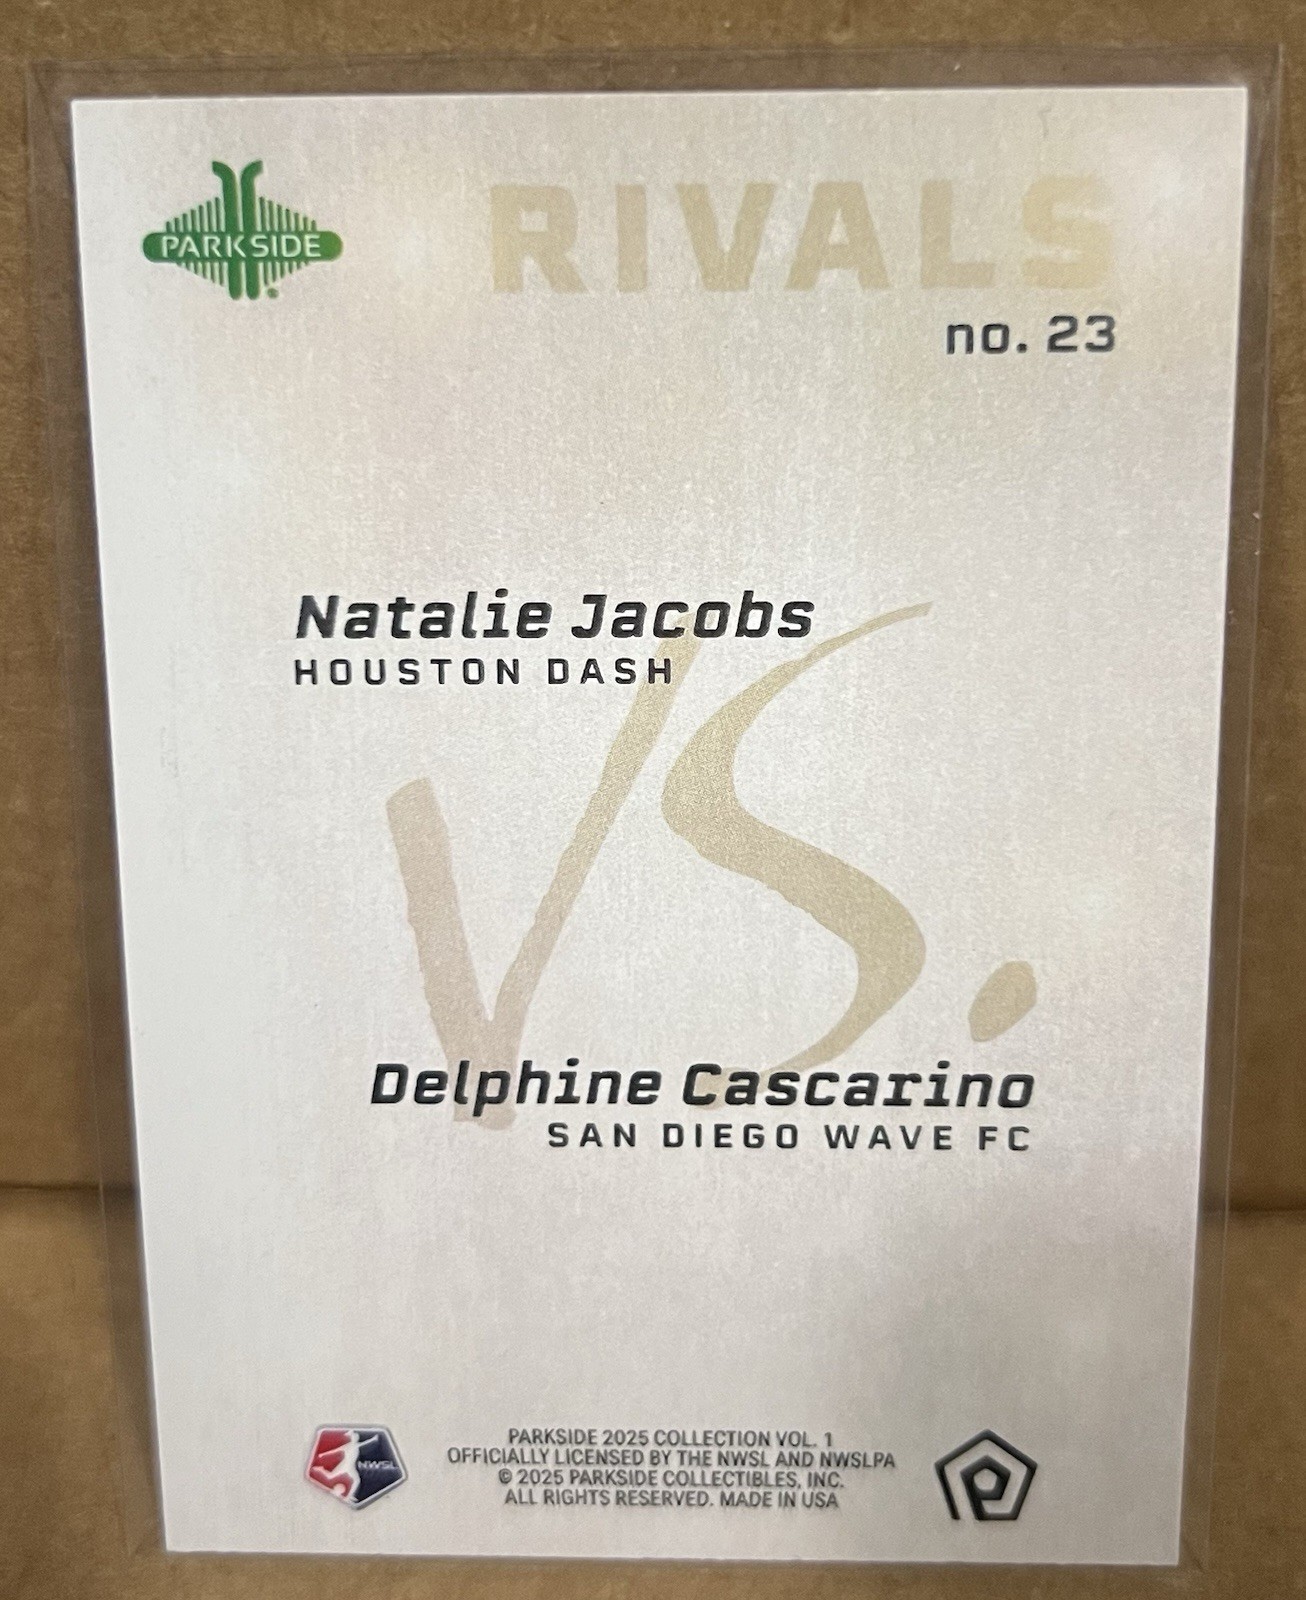 PARKSIDE
RIVALS
no. 23
Natalie Jacobs
HOUSTON DASH
VS.
Delphine Cascarino
SAN DIEGO WAVE FC
NWSL
PARKSIDE 2025 COLLECTION VOL. 1
OFFICIALLY LICENSED BY THE NWSL AND NWSLPA
© 2025 PARKSIDE COLLECTIBLES, INC.
ALL RIGHTS RESERVED. MADE IN USA